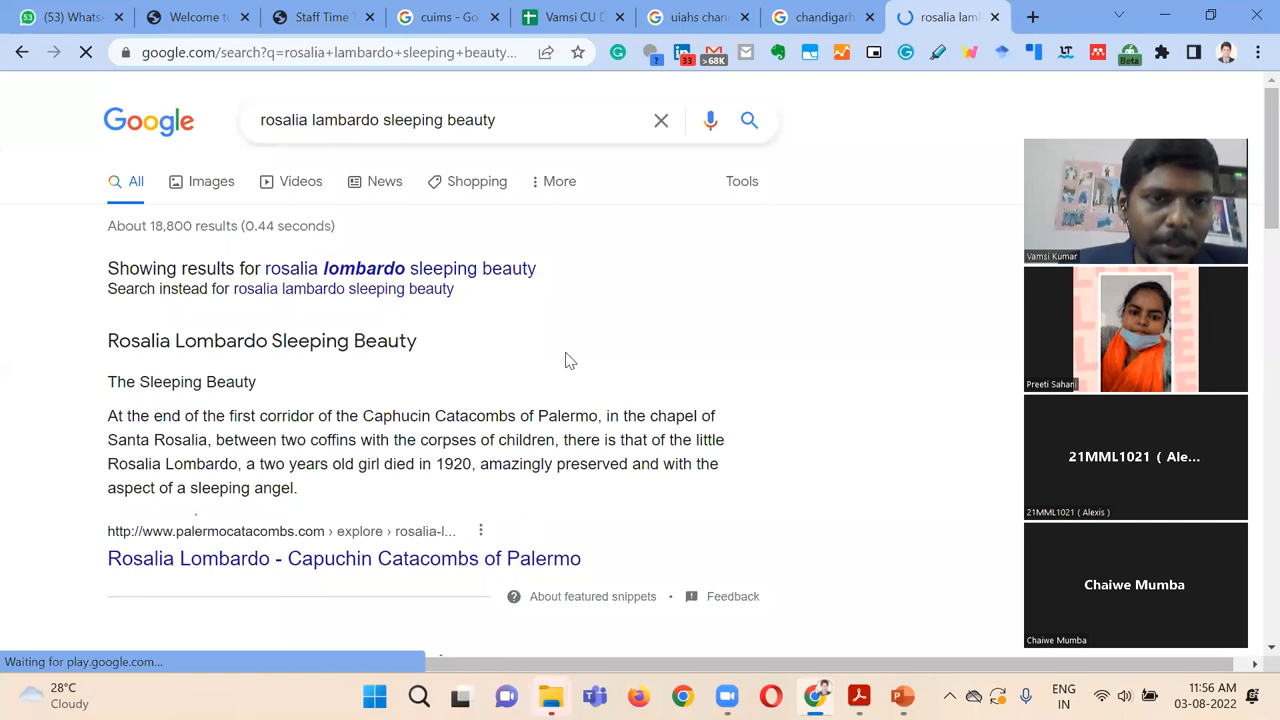 53
WhatsA
Welcome to
Staff Time T
cuims - Go
Vamsi CU D
uiahs chan
chandigarh
rosalia lam
google.com/search?q=rosalia+lambardo+sleeping+beauty...
?
33
>68K
Beta
Google
rosalia lambardo sleeping beauty
All
Images
Videos
News
Shopping
More
Tools
About 18,800 results (0.44 seconds)
Showing results for rosalia lombardo sleeping beauty
Search instead for rosalia lambardo sleeping beauty
Rosalia Lombardo Sleeping Beauty
The Sleeping Beauty
At the end of the first corridor of the Caphucin Catacombs of Palermo, in the chapel of
Santa Rosalia, between two coffins with the corpses of children, there is that of the little
Rosalia Lombardo, a two years old girl died in 1920, amazingly preserved and with the
aspect of a sleeping angel.
http://www.palermocatacombs.com › explore › rosalia-l...
Rosalia Lombardo - Capuchin Catacombs of Palermo
About featured snippets • Feedback
Vamsi Kumar
Preeti Sahani
21MML1021 ( Ale...
21MML1021 ( Alexis )
Chaiwe Mumba
Chaiwe Mumba
Waiting for play.google.com...
28°C
Cloudy
ENG
IN
11:56 AM
03-08-2022